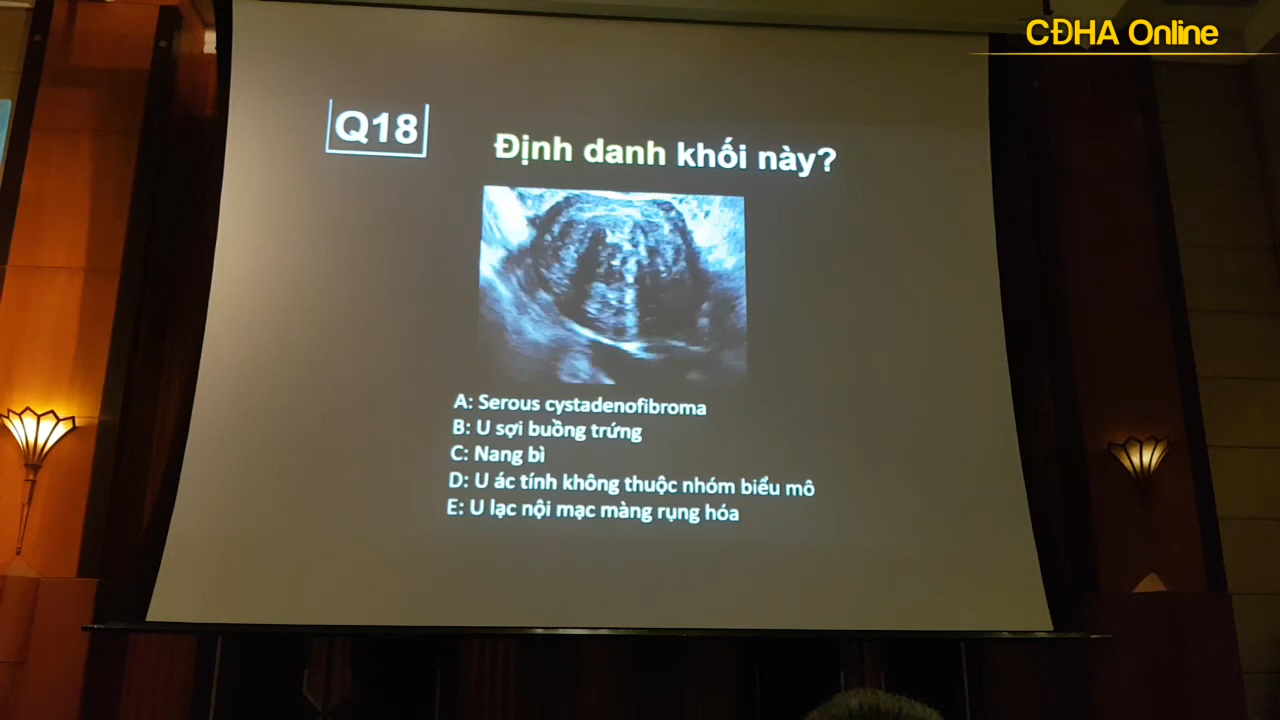 CĐHA Online
Q18
Định danh khối này?
A: Serous cystadenofibroma
B: U sợi buồng trứng
C: Nang bì
D: U ác tính không thuộc nhóm biểu mô
E: U lạc nội mạc màng rụng hóa